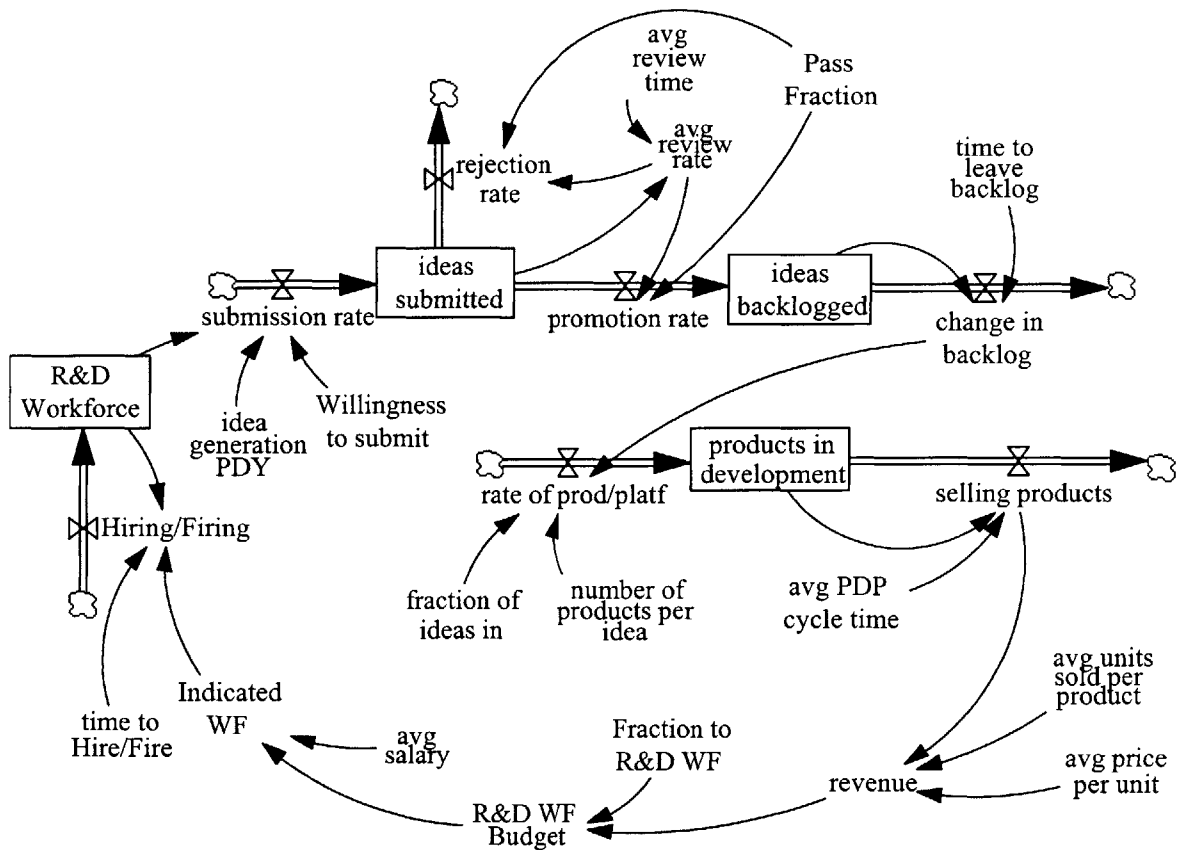 avg
review
time
Pass
Fraction
rejection
rate
avg
review
rate
time to
leave
backlog
ideas
submitted
ideas
backlogged
submission rate
promotion rate
change in
backlog
R&D
Workforce
idea
generation
PDY
Willingness
to submit
products in
development
rate of prod/platf
selling products
Hiring/Firing
fraction of
ideas in
number of
products per
idea
avg PDP
cycle time
time to
Hire/Fire
Indicated
WF
avg
salary
Fraction to
R&D WF
avg units
sold per
product
revenue
avg price
per unit
R&D WF
Budget